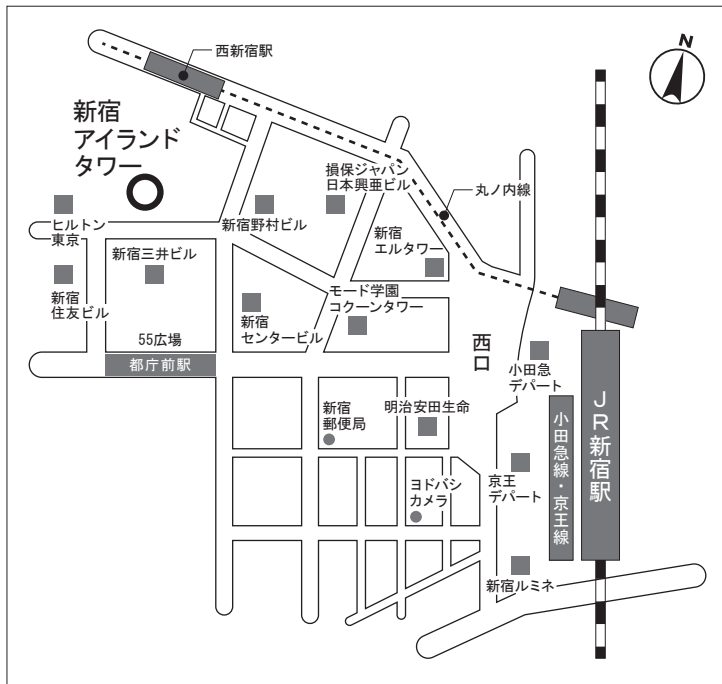 N
西新宿駅
新宿
アイランド
タワー
損保ジャパン
日本興亜ビル
丸ノ内線
ヒルトン
東京
新宿野村ビル
新宿
エルタワー
新宿三井ビル
新宿
住友ビル
新宿
センタービル
モード学園
コクーンタワー
55広場
都庁前駅
西口
小田急
デパート
JR新宿駅
小田急線・京王線
新宿
郵便局
明治安田生命
ヨドバシ
カメラ
京王
デパート
新宿ルミネ